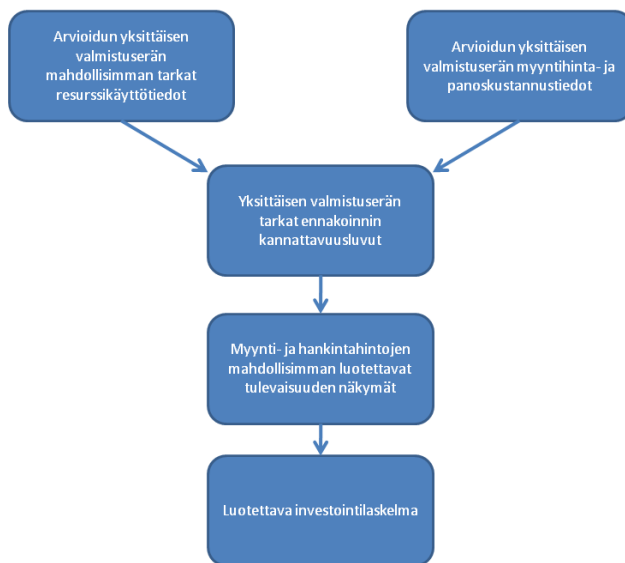 Arvioidun yksittäisen
valmistuserän
mahdollisimman tarkat
resurssikäyttötiedot
Arvioidun yksittäisen
valmistuserän myyntihinta- ja
panoskustannustiedot
Yksittäisen valmistuserän
tarkat ennakoinnin
kannattavuusluvut
Myynti- ja hankintahintojen
mahdollisimman luotettavat
tulevaisuuden näkymät
Luotettava investointilaskelma